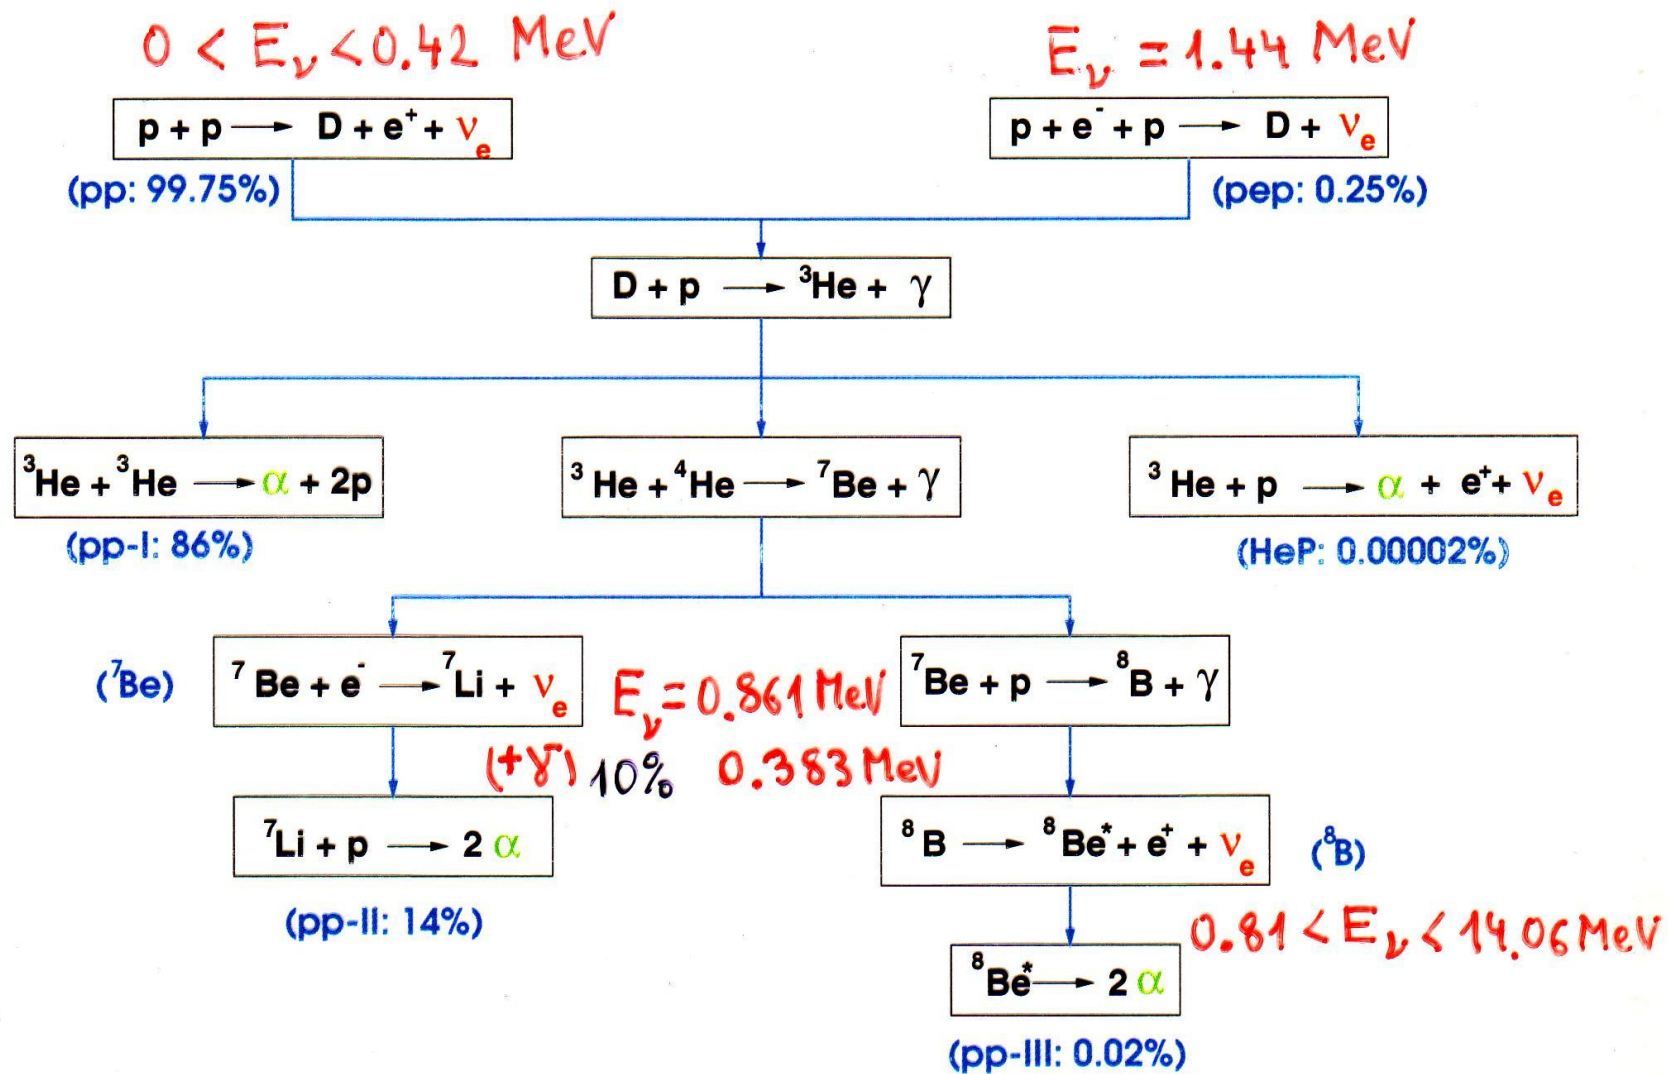 0 < Eν < 0.42 MeV
Eν = 1.44 MeV
p + p → D + e⁺ + νe
p + e⁻ + p → D + νe
(pp: 99.75%)
(pep: 0.25%)
D + p → ³He + γ
³He + ³He → α + 2p
³He + ⁴He → ⁷Be + γ
³He + p → α + e⁺ + νe
(pp-I: 86%)
(HeP: 0.00002%)
(⁷Be)
⁷Be + e⁻ → ⁷Li + νe
Eν = 0.861 MeV
⁷Be + p → ⁸B + γ
(+γ) 10% 0.383 MeV
⁷Li + p → 2 α
⁸B → ⁸Be* + e⁺ + νe
(⁸B)
(pp-II: 14%)
0.81 < Eν < 14.06 MeV
⁸Be* → 2 α
(pp-III: 0.02%)